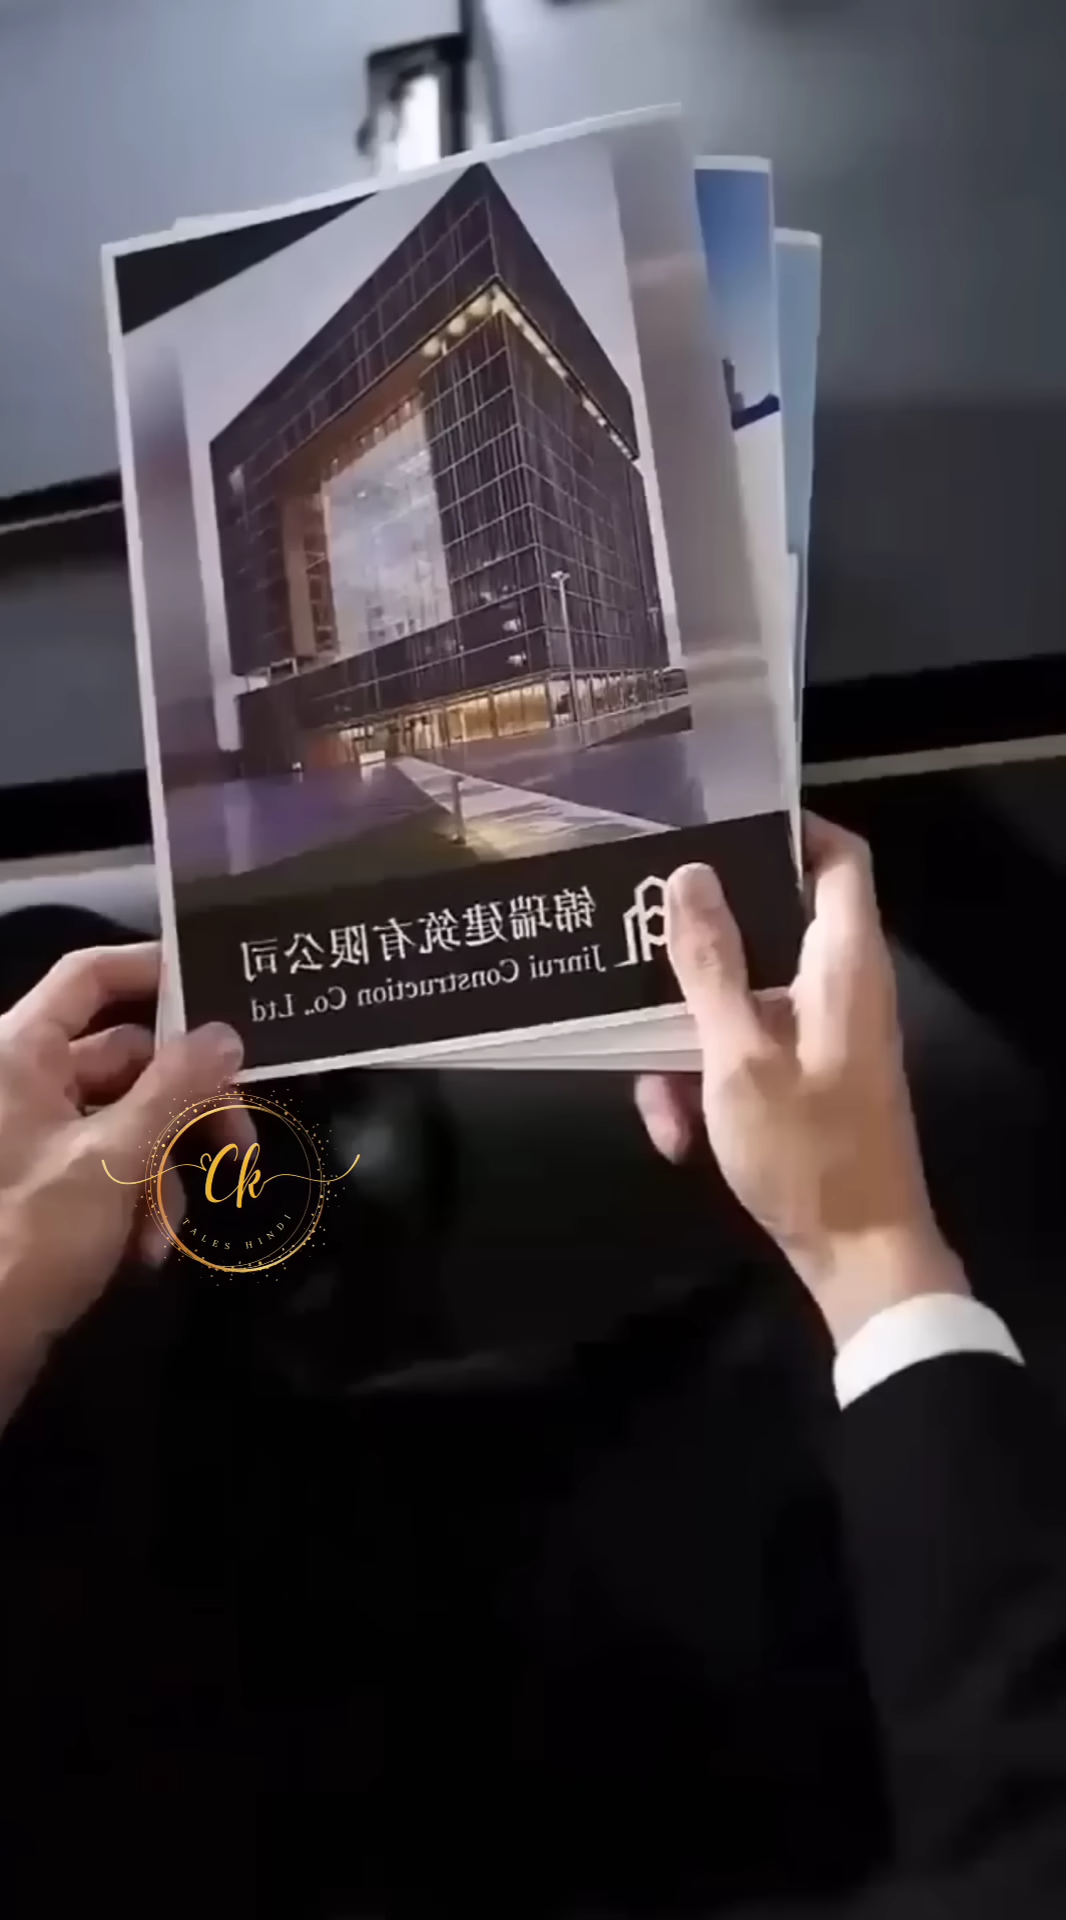 锦瑞建筑有限公司
Jinrui Construction Co.. Ltd
Ck
TALES HINDI